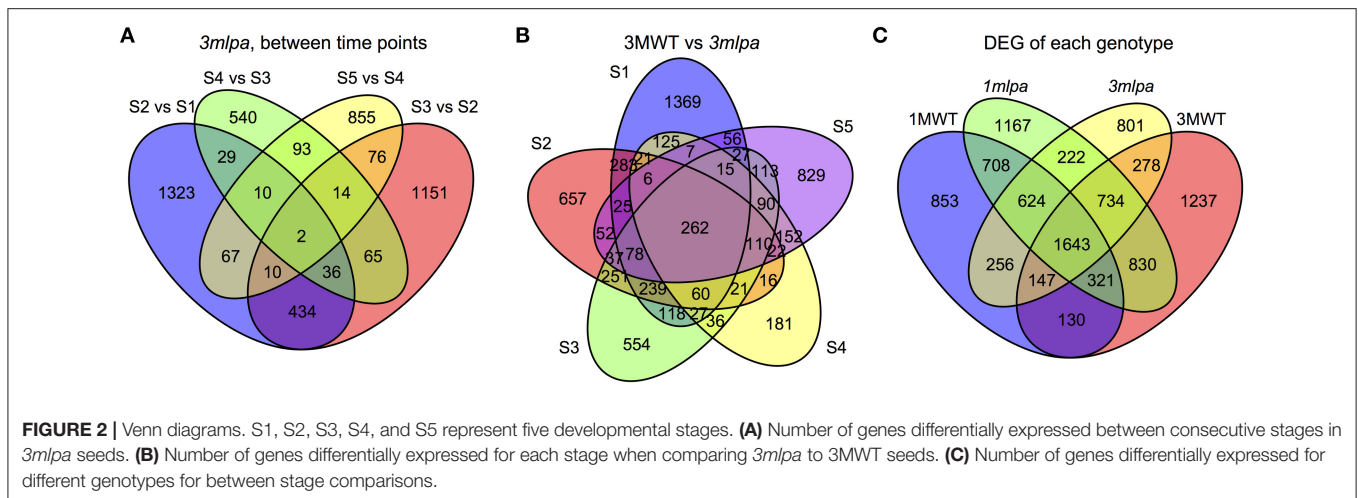 A
3mlpa, between time points
S4 vs S3
S5 vs S4
S2 vs S1
S3 vs S2
540
855
29
93
76
1323
10
14
1151
2
67
10
36
65
434
B
3MWT vs 3mlpa
S1
1369
S5
125
7
56
27
S2
283
21
15
113
829
6
657
25
90
262
52
110
152
37
78
22
251
239
60
21
16
118
27
36
181
554
S3
S4
C
DEG of each genotype
1mlpa
3mlpa
1MWT
3MWT
1167
801
708
222
278
853
624
734
1237
1643
256
147
321
830
130
FIGURE 2 | Venn diagrams. S1, S2, S3, S4, and S5 represent five developmental stages. (A) Number of genes differentially expressed between consecutive stages in
3mlpa seeds. (B) Number of genes differentially expressed for each stage when comparing 3mlpa to 3MWT seeds. (C) Number of genes differentially expressed for
different genotypes for between stage comparisons.